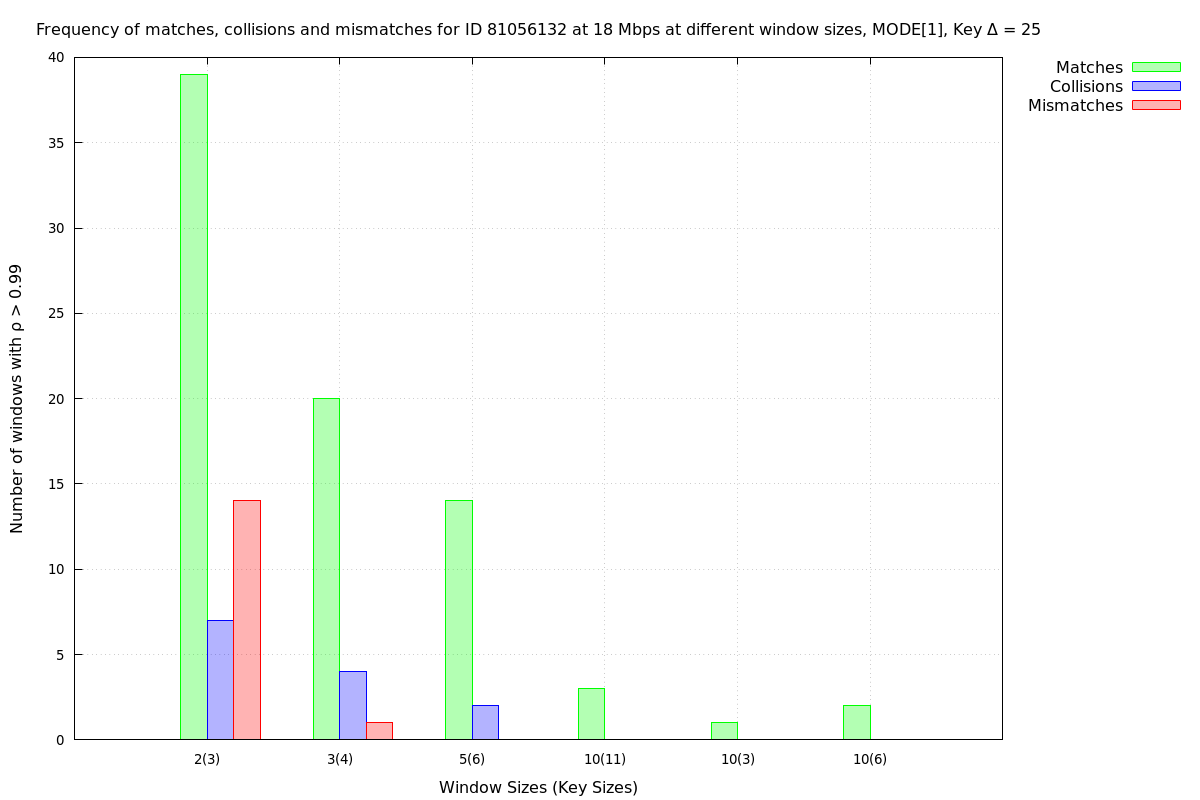 Frequency of matches, collisions and mismatches for ID 81056132 at 18 Mbps at different window sizes, MODE[1], Key Δ = 25
Matches
Collisions
Mismatches
Number of windows with ρ > 0.99
40
35
30
25
20
15
10
5
0
2(3) 3(4) 5(6) 10(11) 10(3) 10(6)
Window Sizes (Key Sizes)